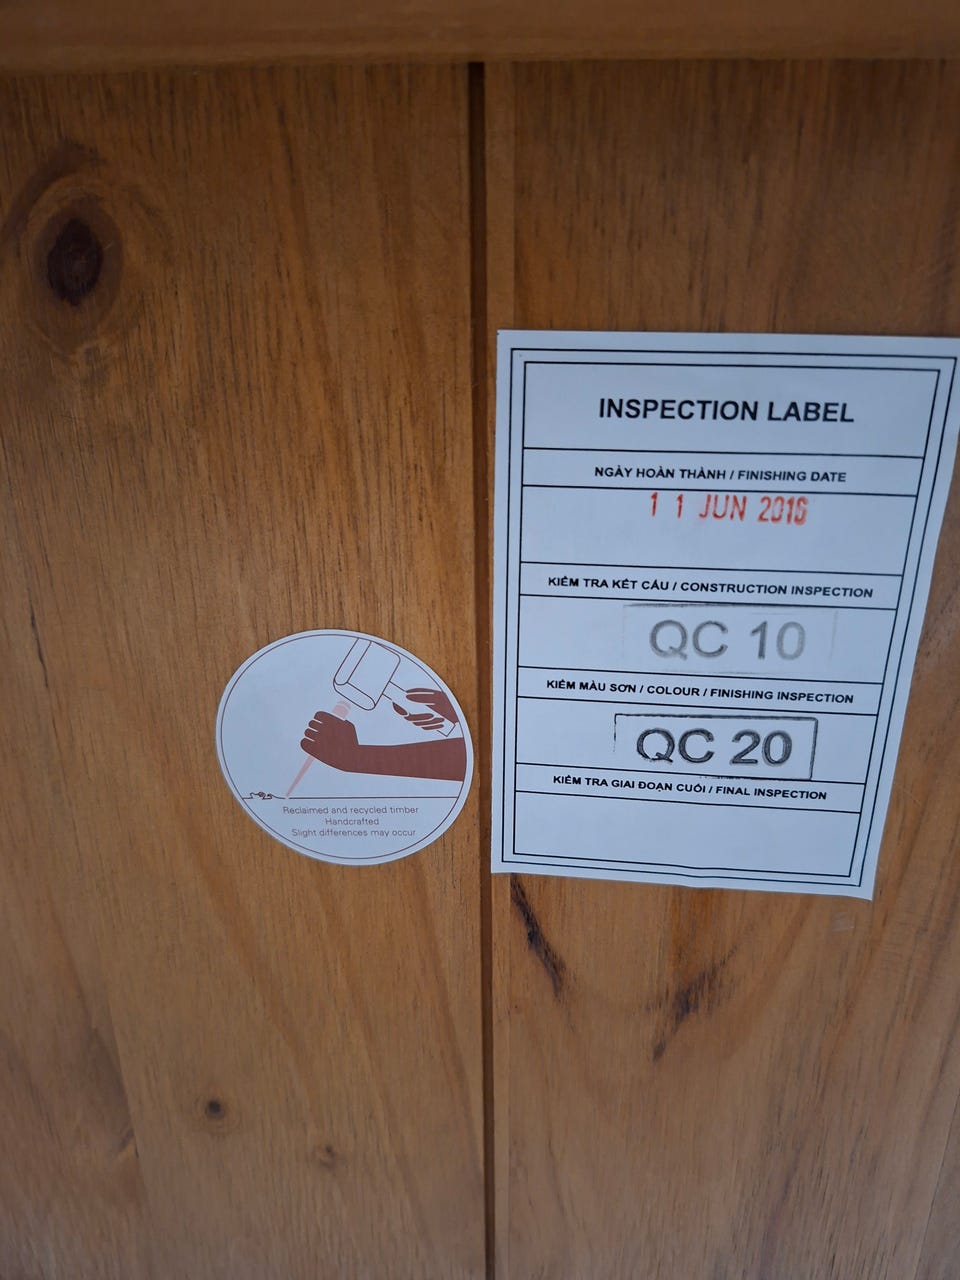 INSPECTION LABEL
NGÀY HOÀN THÀNH / FINISHING DATE
11 JUN 2016
KIỂM TRA KẾT CẤU / CONSTRUCTION INSPECTION
QC 10
KIỂM MÀU SƠN / COLOUR / FINISHING INSPECTION
QC 20
KIỂM TRA GIAI ĐOẠN CUỐI / FINAL INSPECTION
Reclaimed and recycled timber
Handcrafted
Slight differences may occur